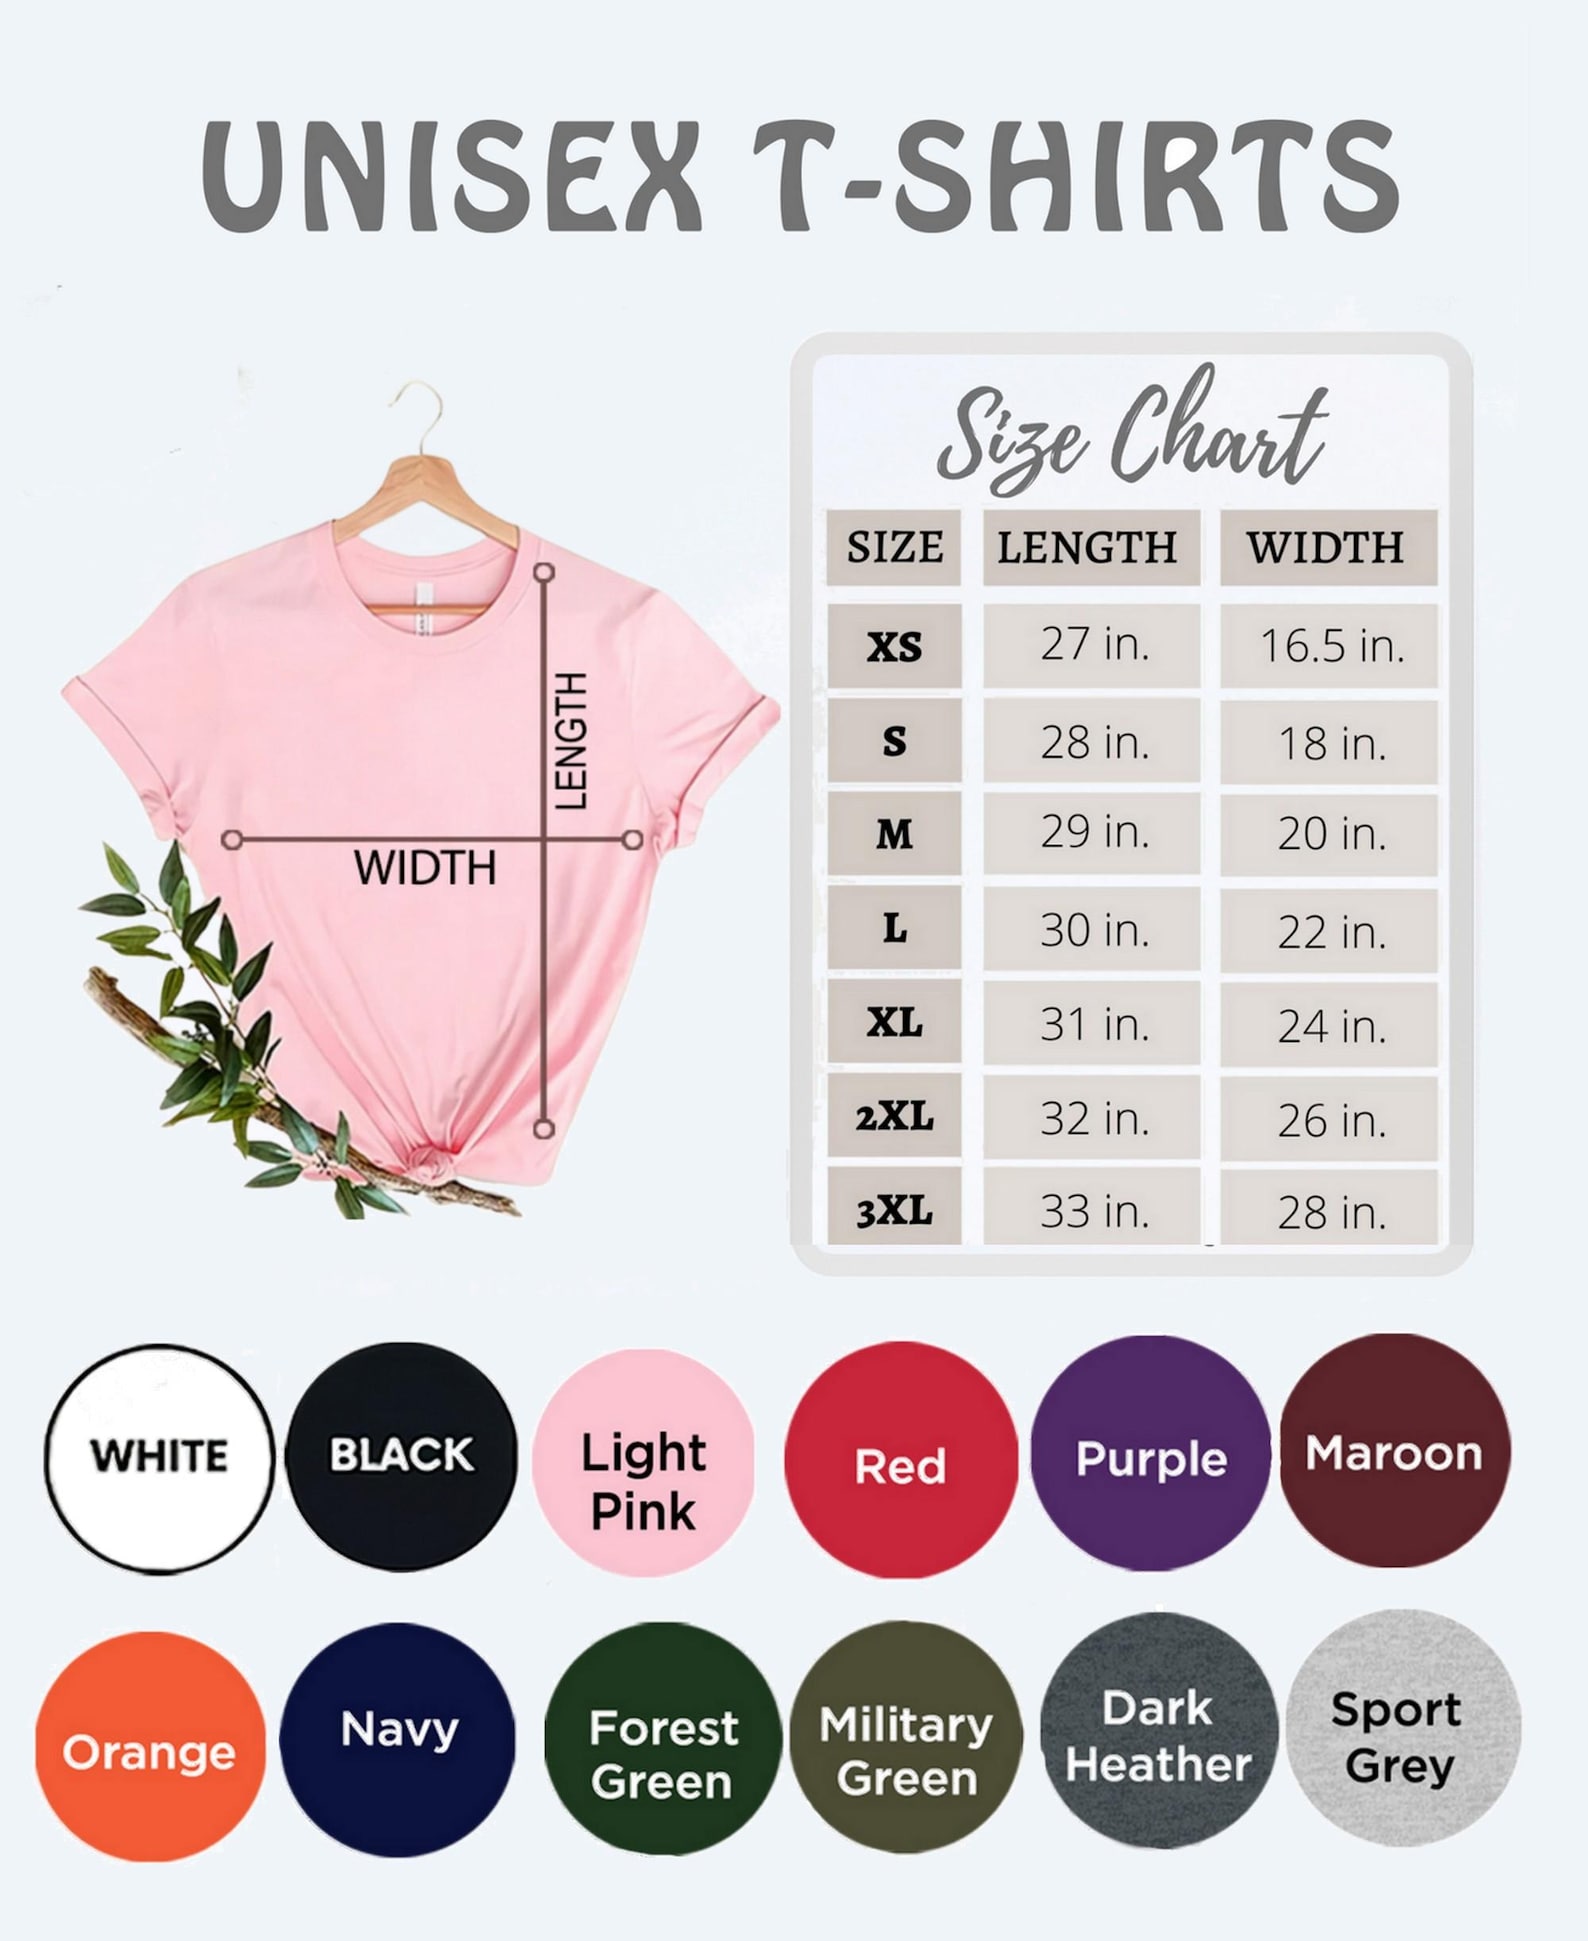 UNISEX T-SHIRTS
LENGTH
WIDTH
Size Chart
SIZE LENGTH WIDTH
XS 27 in. 16.5 in.
S 28 in. 18 in.
M 29 in. 20 in.
L 30 in. 22 in.
XL 31 in. 24 in.
2XL 32 in. 26 in.
3XL 33 in. 28 in.
WHITE
BLACK
Light
Pink
Red
Purple
Maroon
Orange
Navy
Forest
Green
Military
Green
Dark
Heather
Sport
Grey